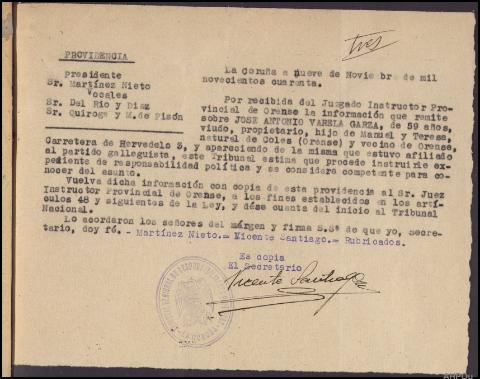 tres
PROVIDENCIA
Presidente
Sr. Martínez Nieto
Vocales
Sr. Del Río y Díaz
Sr. Quiroga y M. de Pisón
La Coruña a nueve de Noviebre de mil
novecientos cuarenta.
Por recibida del Juzgado Instructor Pro-
vincial de Orense la información que remite
sobre JOSE ANTONIO VARELA GARZA, de 59 años,
viudo, propietario, hijo de Manuel y Teresa,
natural de Coles (Orense) y vecino de Orense,
Carretera de Hervedelo 3, y apareciendo de la misma que estuvo afiliado
al partido galleguista, este Tribunal estima que procede instruirle ex-
pediente de responsabilidad política y se considera competente para co-
nocer del asunto.
Vuelva dicha información con copia de esta providencia al Sr. Juez
Instructor Provincial de Orense, a los fines establecidos en los artí-
culos 48 y siguientes de la Ley, y dése cuenta del inicio al Tribunal
Nacional.
Lo acordaron los señores del márgen y firma S.Sª de que yo, secre-
tario, doy fé.- Martínez Nieto.- Vicente Santiago.- Rubricados.
Es copia
El Secretario
Vicente Santiago